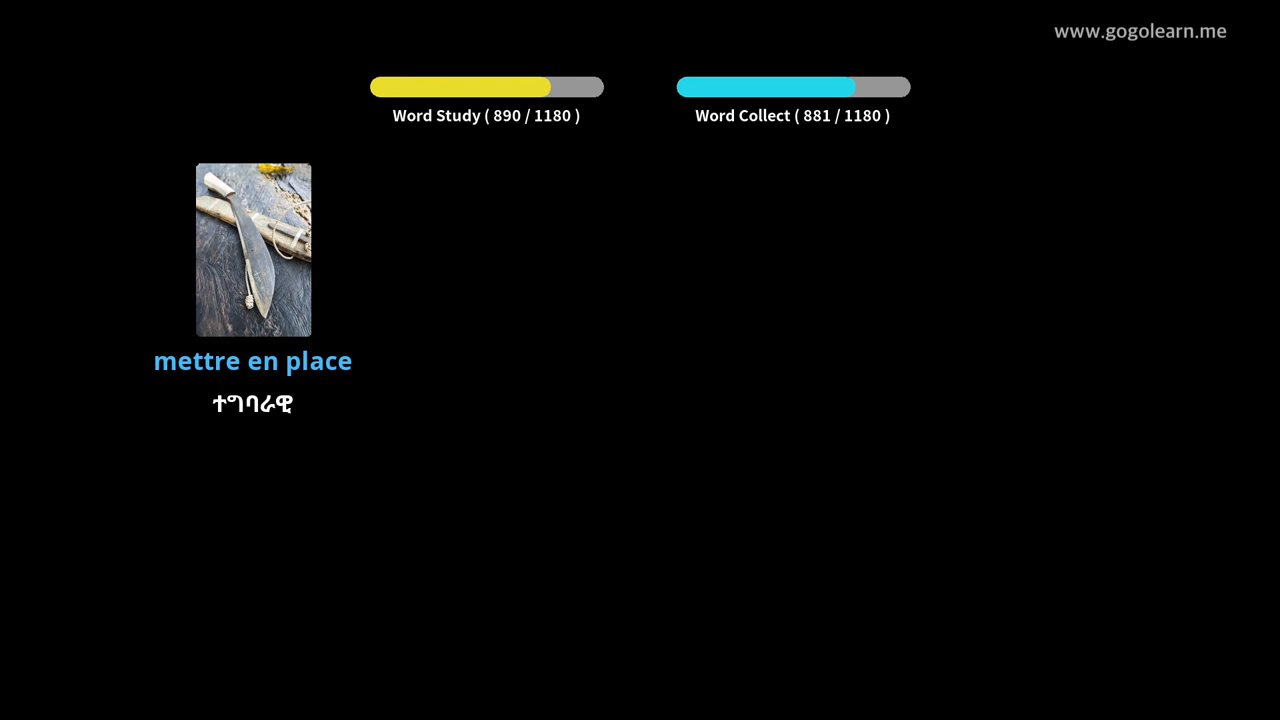 www.gogolearn.me
Word Study ( 890 / 1180 )
Word Collect ( 881 / 1180 )
mettre en place
ተግባራዊ